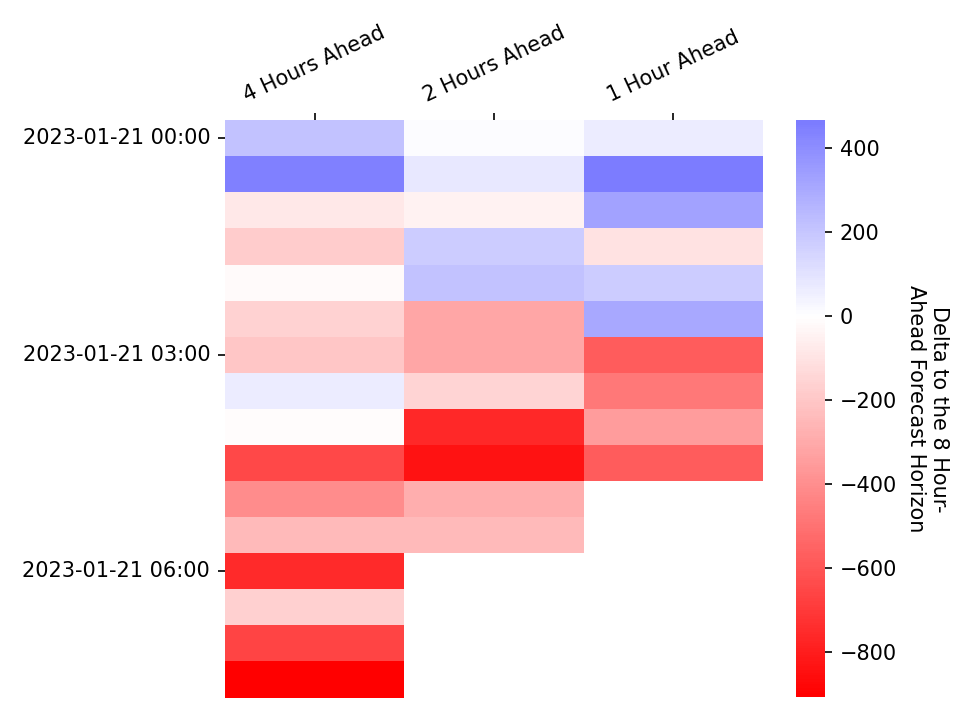 4 Hours Ahead
2 Hours Ahead
1 Hour Ahead
2023-01-21 00:00
2023-01-21 03:00
2023-01-21 06:00
400
200
0
−200
−400
−600
−800
Delta to the 8 Hour-
Ahead Forecast Horizon